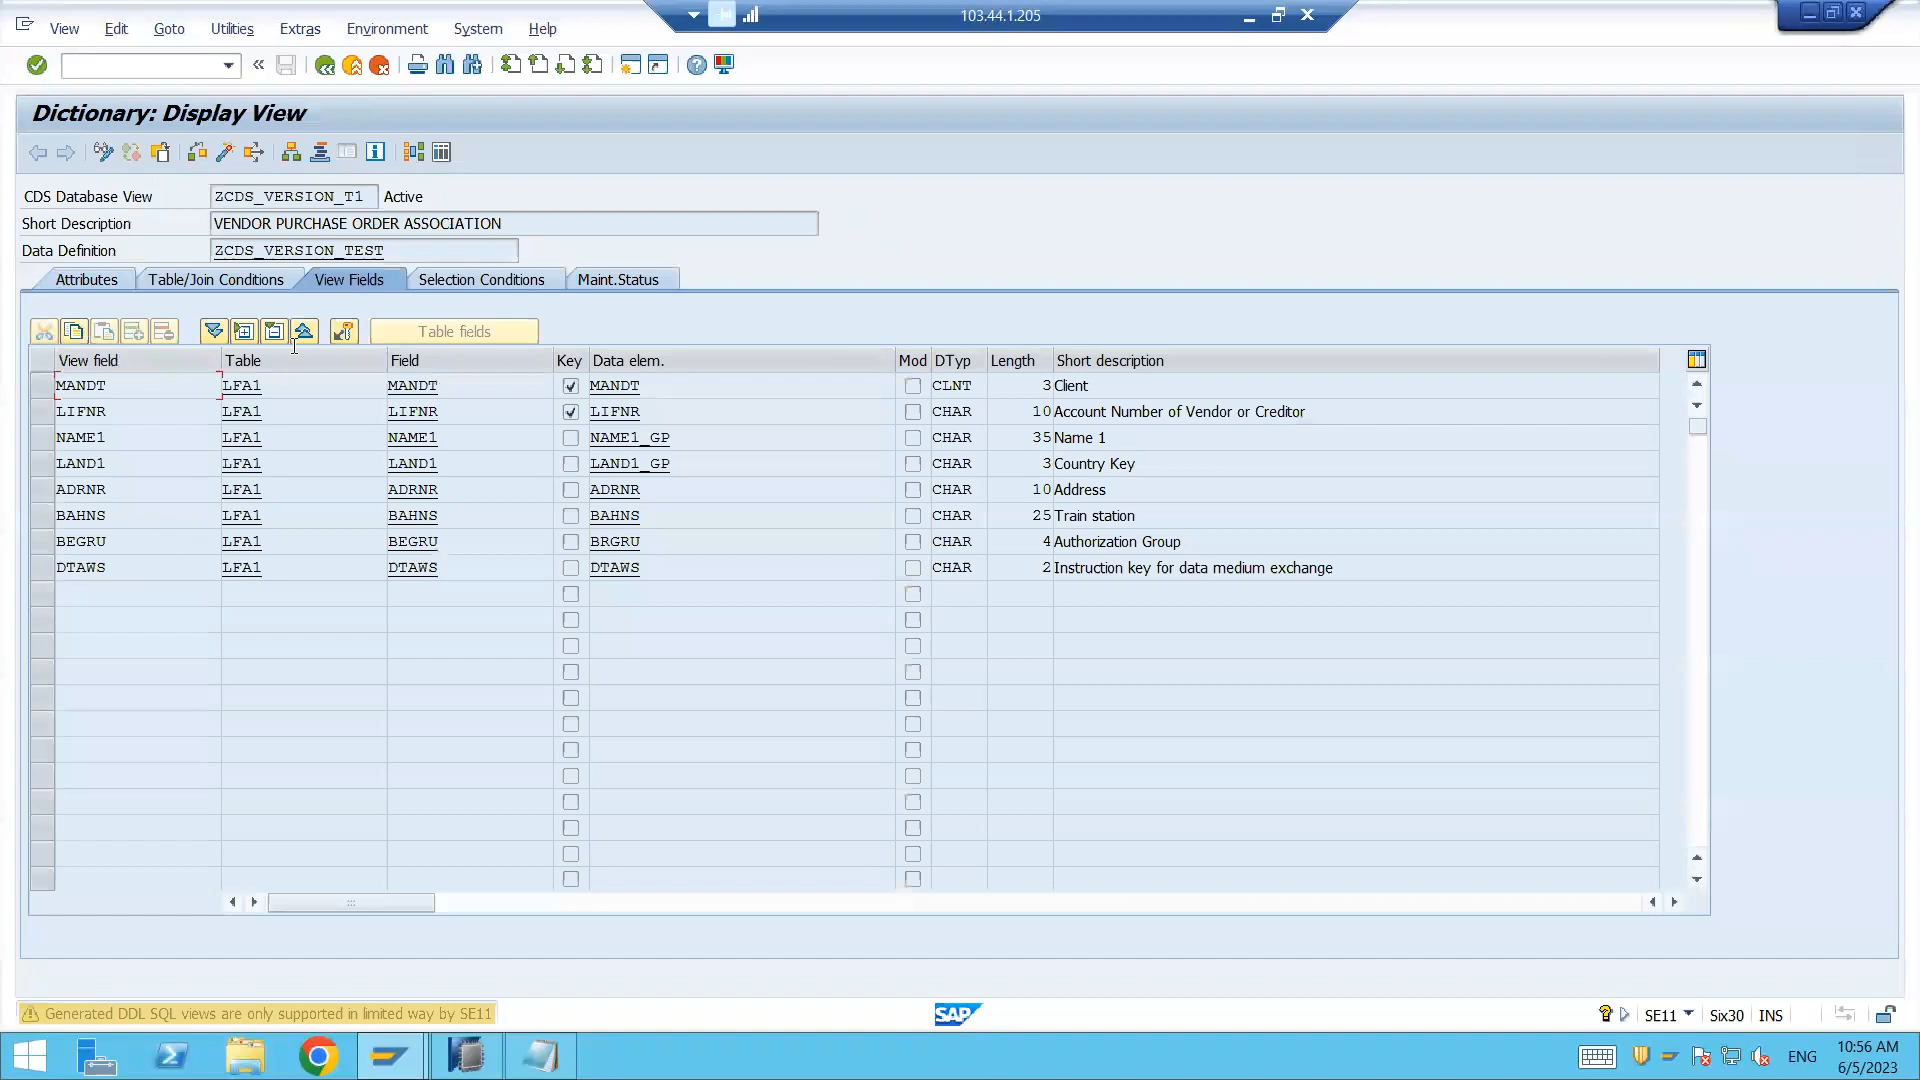 103.44.1.205
View Edit Goto Utilities Extras Environment System Help
Dictionary: Display View
CDS Database View ZCDS_VERSION_T1 Active
Short Description VENDOR PURCHASE ORDER ASSOCIATION
Data Definition ZCDS_VERSION_TEST
Attributes Table/Join Conditions View Fields Selection Conditions Maint.Status
Table fields
View field Table Field Key Data elem. Mod DTyp Length Short description
MANDT LFA1 MANDT MANDT CLNT 3 Client
LIFNR LFA1 LIFNR LIFNR CHAR 10 Account Number of Vendor or Creditor
NAME1 LFA1 NAME1 NAME1_GP CHAR 35 Name 1
LAND1 LFA1 LAND1 LAND1_GP CHAR 3 Country Key
ADRNR LFA1 ADRNR ADRNR CHAR 10 Address
BAHNS LFA1 BAHNS BAHNS CHAR 25 Train station
BEGRU LFA1 BEGRU BRGRU CHAR 4 Authorization Group
DTAWS LFA1 DTAWS DTAWS CHAR 2 Instruction key for data medium exchange
Generated DDL SQL views are only supported in limited way by SE11
SAP
SE11 Six30 INS
ENG
10:56 AM
6/5/2023